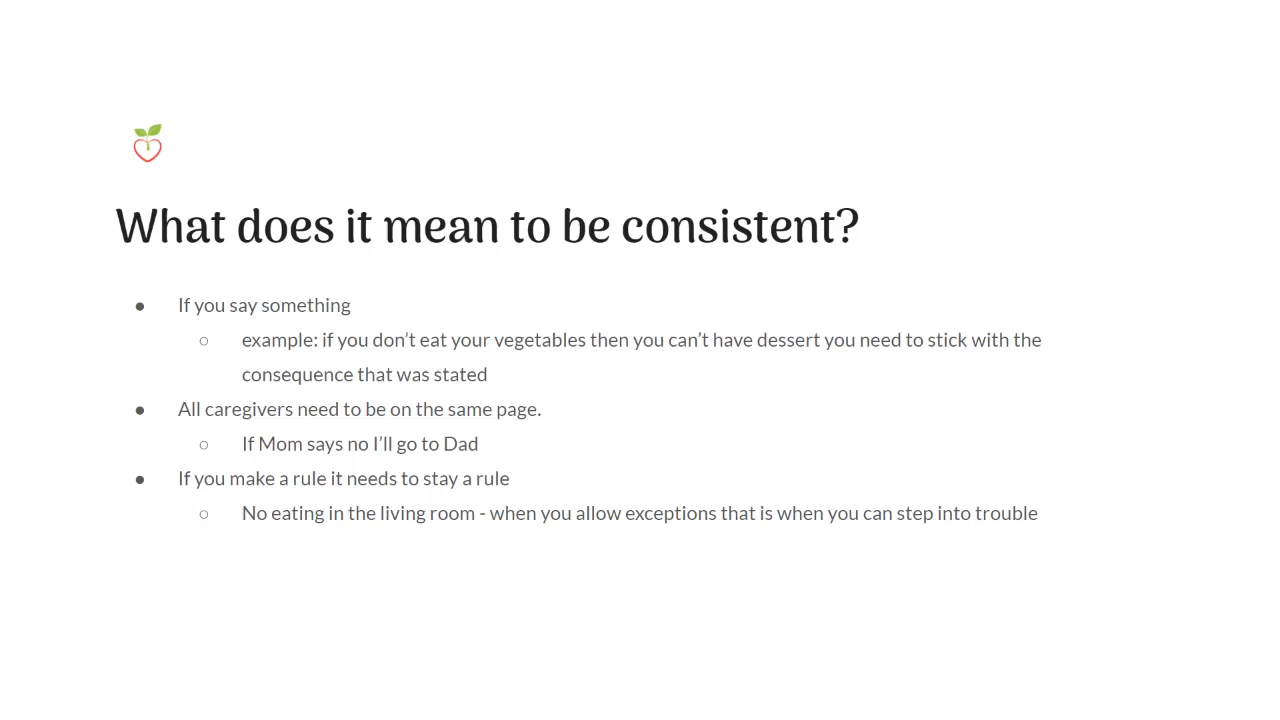 What does it mean to be consistent?
● If you say something
○ example: if you don’t eat your vegetables then you can’t have dessert you need to stick with the
consequence that was stated
● All caregivers need to be on the same page.
○ If Mom says no I’ll go to Dad
● If you make a rule it needs to stay a rule
○ No eating in the living room - when you allow exceptions that is when you can step into trouble